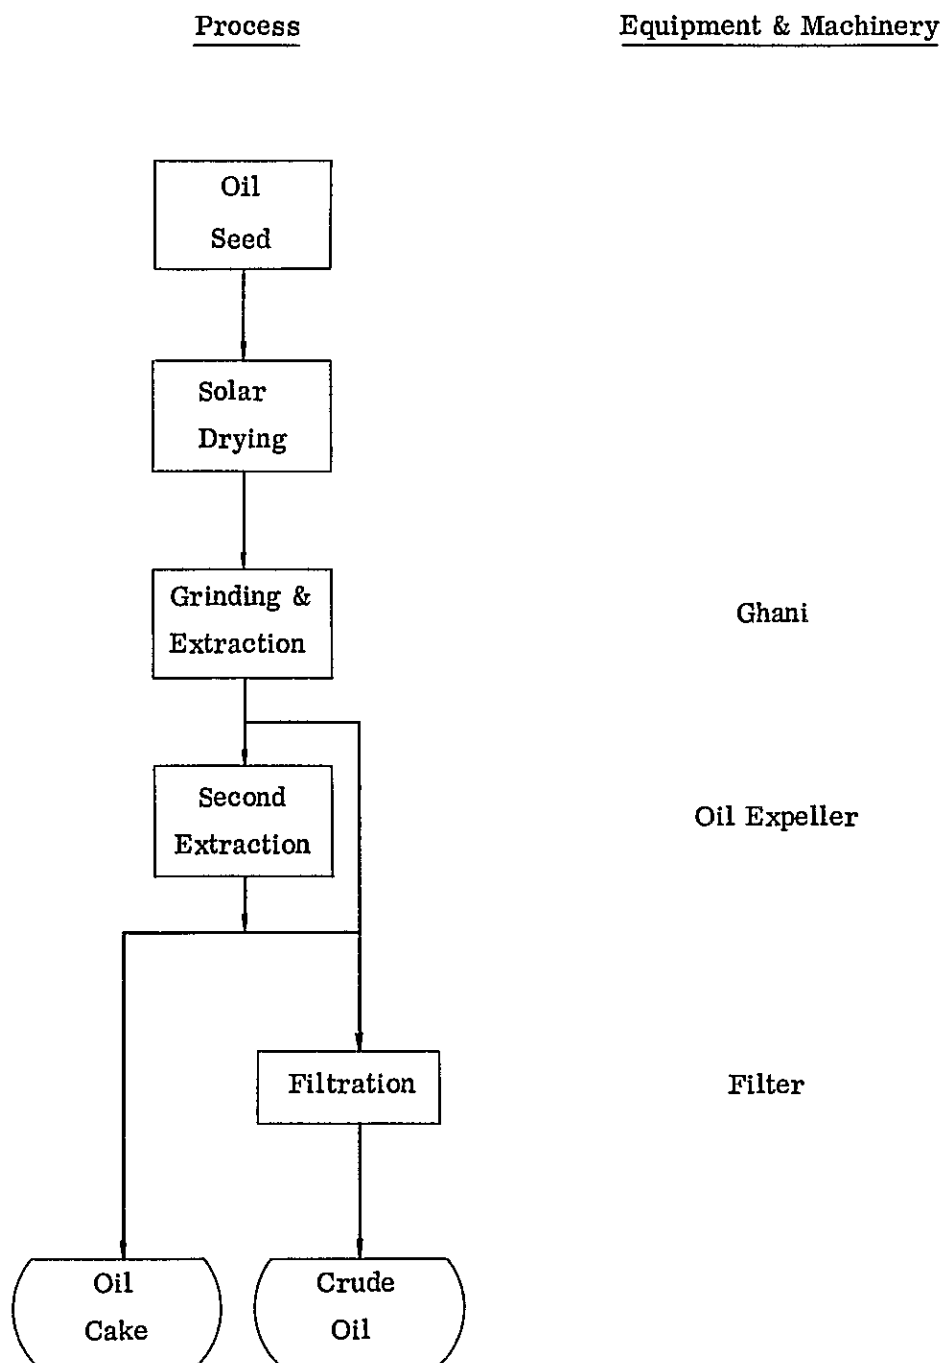 Process
Equipment & Machinery
Oil
Seed
Solar
Drying
Grinding &
Extraction
Ghani
Second
Extraction
Oil Expeller
Filtration
Filter
Oil
Cake
Crude
Oil